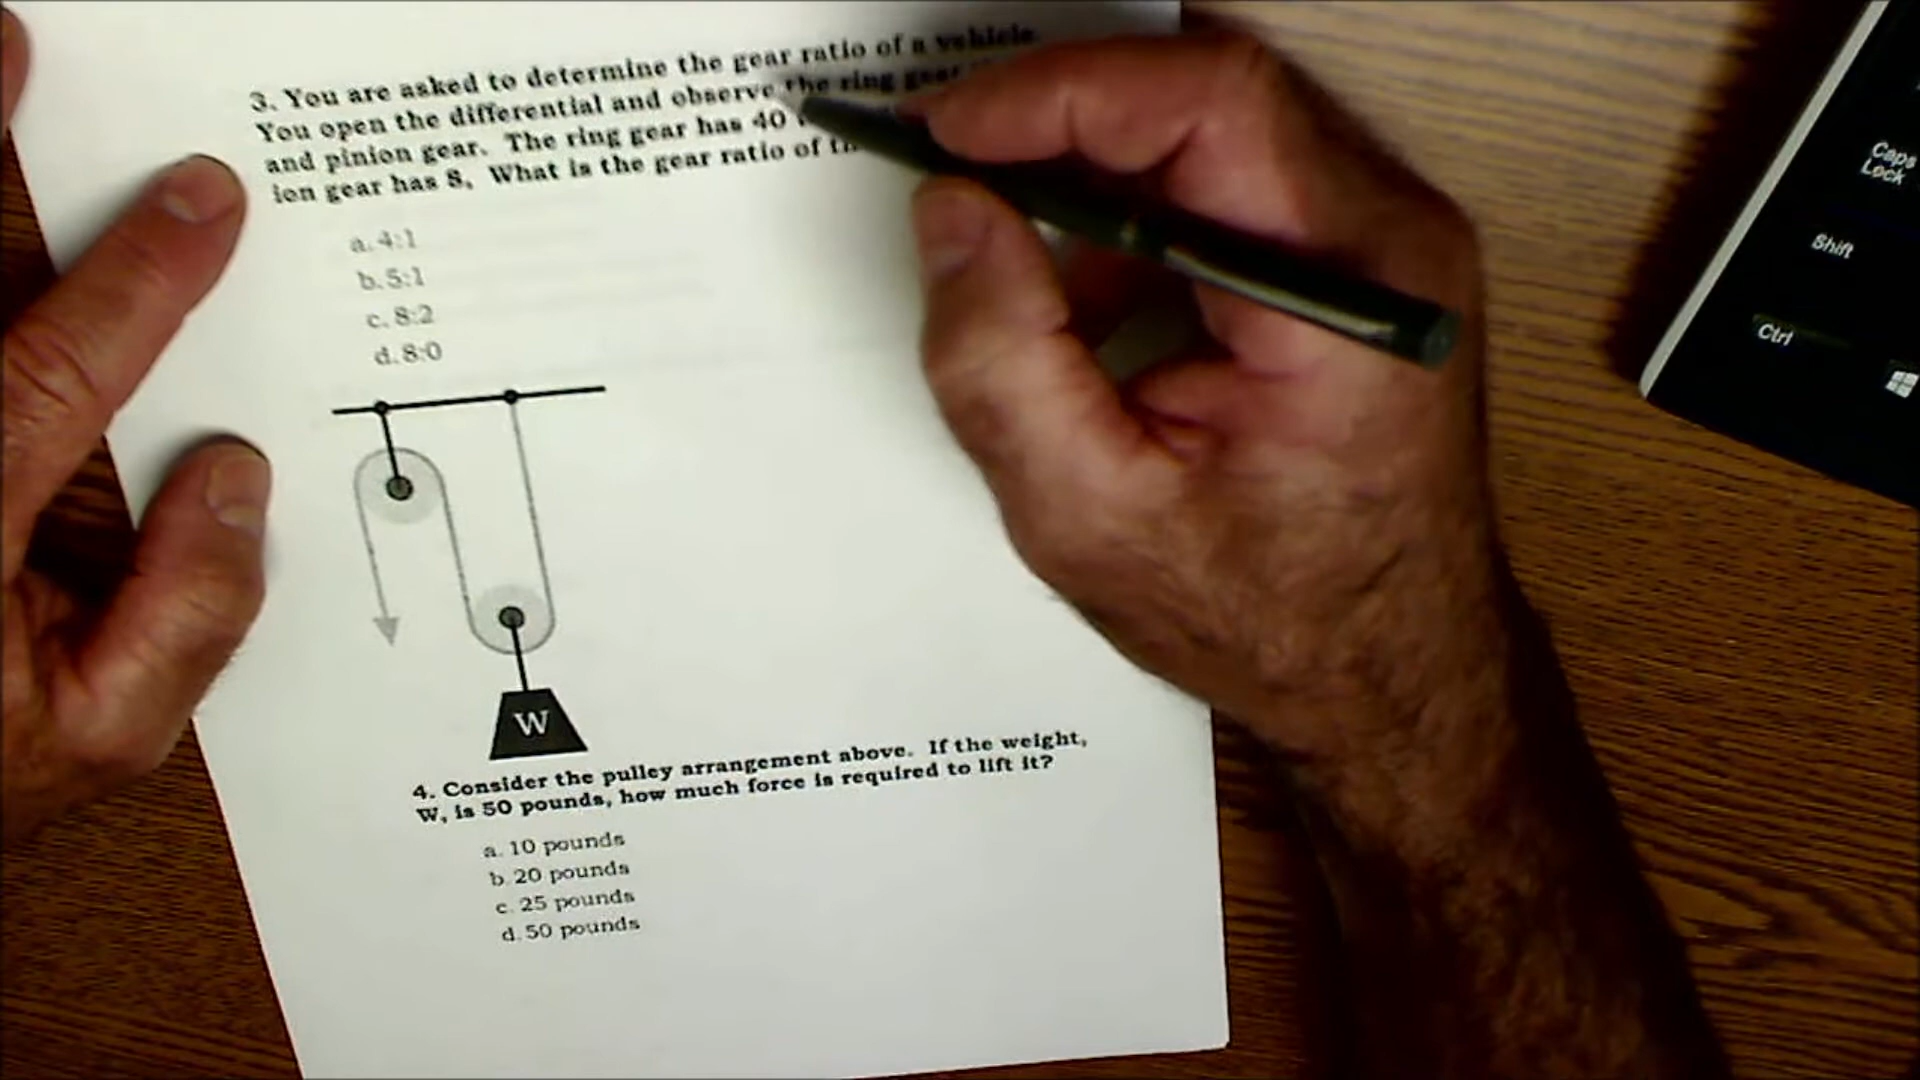 3. You are asked to determine the gear ratio of a vehicle.
You open the differential and observe the ring gear
and pinion gear. The ring gear has 40
ion gear has 8. What is the gear ratio of
a. 4:1
b. 5:1
c. 8:2
d. 8:0
W
4. Consider the pulley arrangement above. If the weight,
W, is 50 pounds, how much force is required to lift it?
a. 10 pounds
b. 20 pounds
c. 25 pounds
d. 50 pounds
Caps
Lock
Shift
Ctrl